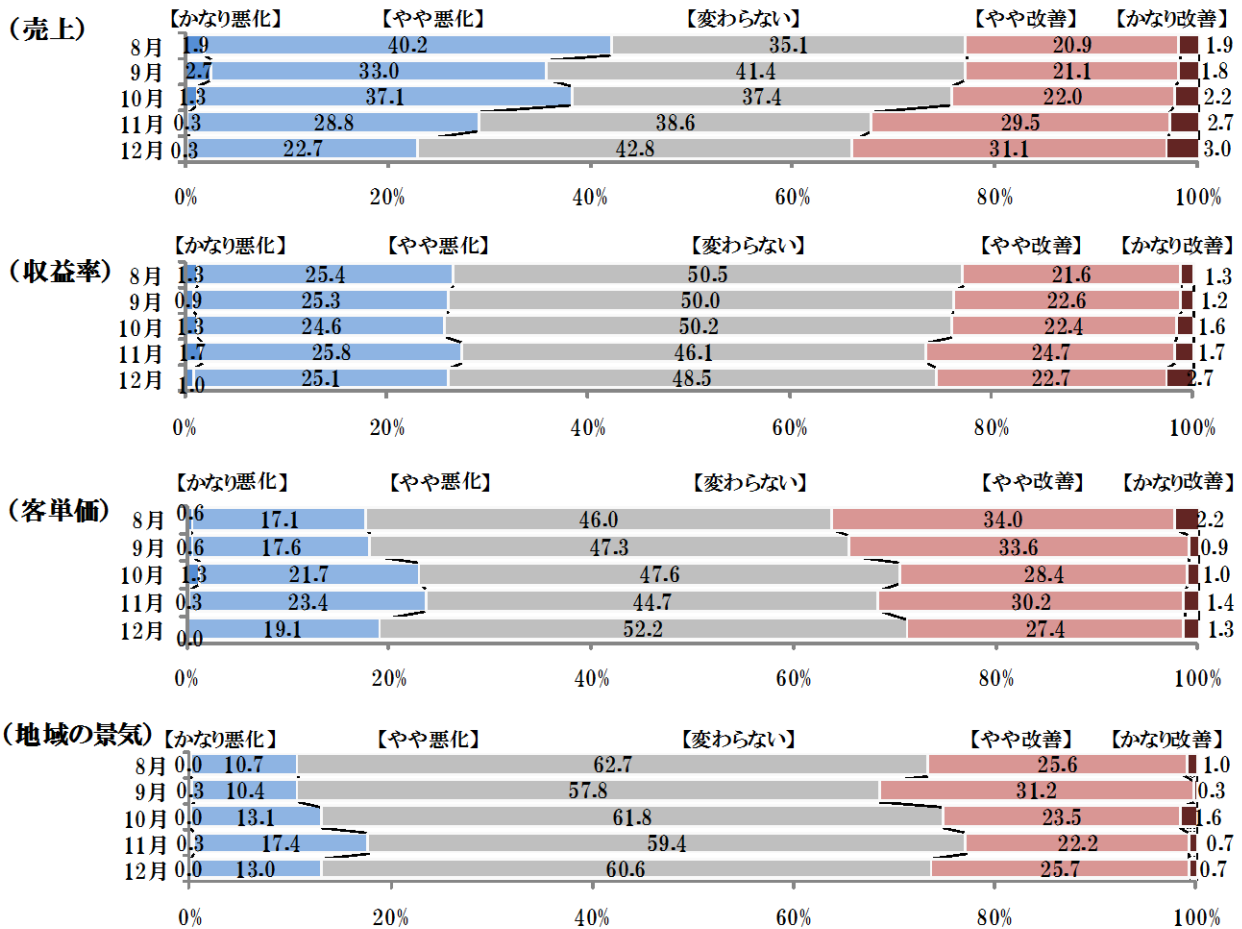 (売上)
【かなり悪化】 【やや悪化】 【変わらない】 【やや改善】 【かなり改善】
8月 1.9 40.2 35.1 20.9 1.9
9月 2.7 33.0 41.4 21.1 1.8
10月 1.3 37.1 37.4 22.0 2.2
11月 0.3 28.8 38.6 29.5 2.7
12月 0.3 22.7 42.8 31.1 3.0
0% 20% 40% 60% 80% 100%
(収益率)
【かなり悪化】 【やや悪化】 【変わらない】 【やや改善】 【かなり改善】
8月 1.3 25.4 50.5 21.6 1.3
9月 0.9 25.3 50.0 22.6 1.2
10月 1.3 24.6 50.2 22.4 1.6
11月 1.7 25.8 46.1 24.7 1.7
12月 1.0 25.1 48.5 22.7 2.7
0% 20% 40% 60% 80% 100%
(客単価)
【かなり悪化】 【やや悪化】 【変わらない】 【やや改善】 【かなり改善】
8月 0.6 17.1 46.0 34.0 2.2
9月 0.6 17.6 47.3 33.6 0.9
10月 1.3 21.7 47.6 28.4 1.0
11月 0.3 23.4 44.7 30.2 1.4
12月 0.0 19.1 52.2 27.4 1.3
0% 20% 40% 60% 80% 100%
(地域の景気)
【かなり悪化】 【やや悪化】 【変わらない】 【やや改善】 【かなり改善】
8月 0.0 10.7 62.7 25.6 1.0
9月 0.3 10.4 57.8 31.2 0.3
10月 0.0 13.1 61.8 23.5 1.6
11月 0.3 17.4 59.4 22.2 0.7
12月 0.0 13.0 60.6 25.7 0.7
0% 20% 40% 60% 80% 100%